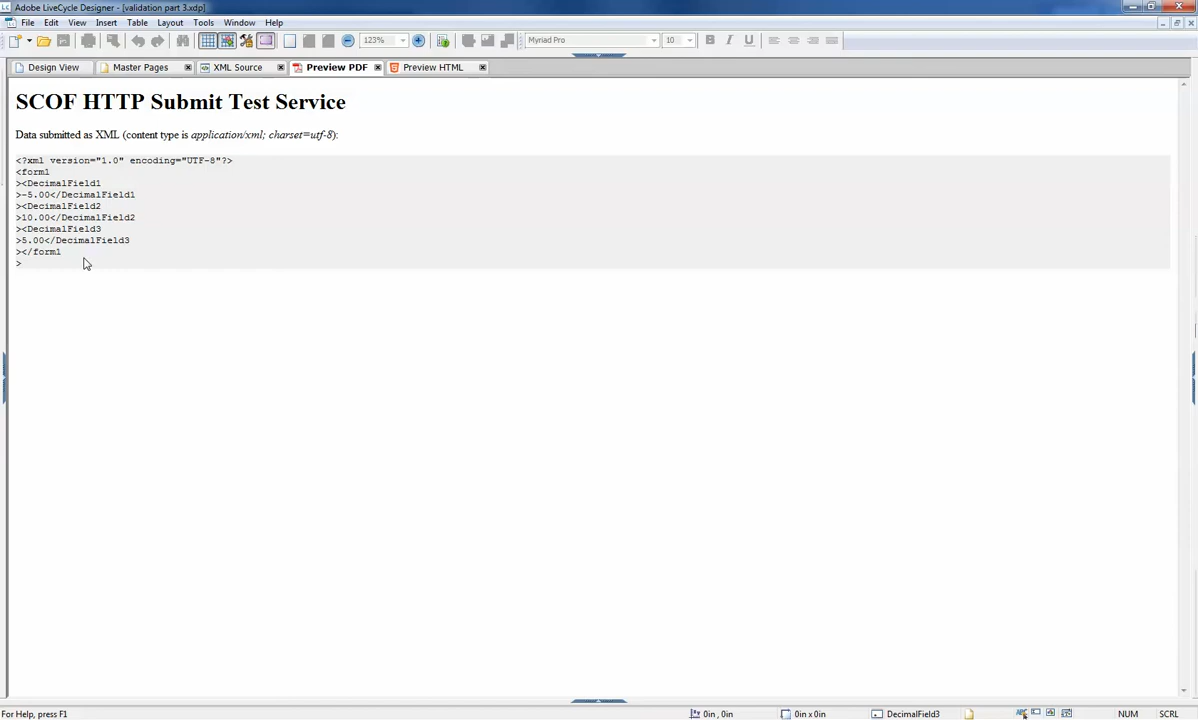 Adobe LiveCycle Designer - [validation part 3.xdp]
File Edit View Insert Table Layout Tools Window Help
123% Myriad Pro 10 B I U
Design View Master Pages XML Source Preview PDF Preview HTML
SCOF HTTP Submit Test Service
Data submitted as XML (content type is application/xml; charset=utf-8):
<?xml version="1.0" encoding="UTF-8"?>
<form1
><DecimalField1
>-5.00</DecimalField1
><DecimalField2
>10.00</DecimalField2
><DecimalField3
>5.00</DecimalField3
></form1
>
For Help, press F1 0in , 0in 0in x 0in DecimalField3 ABC NUM SCRL